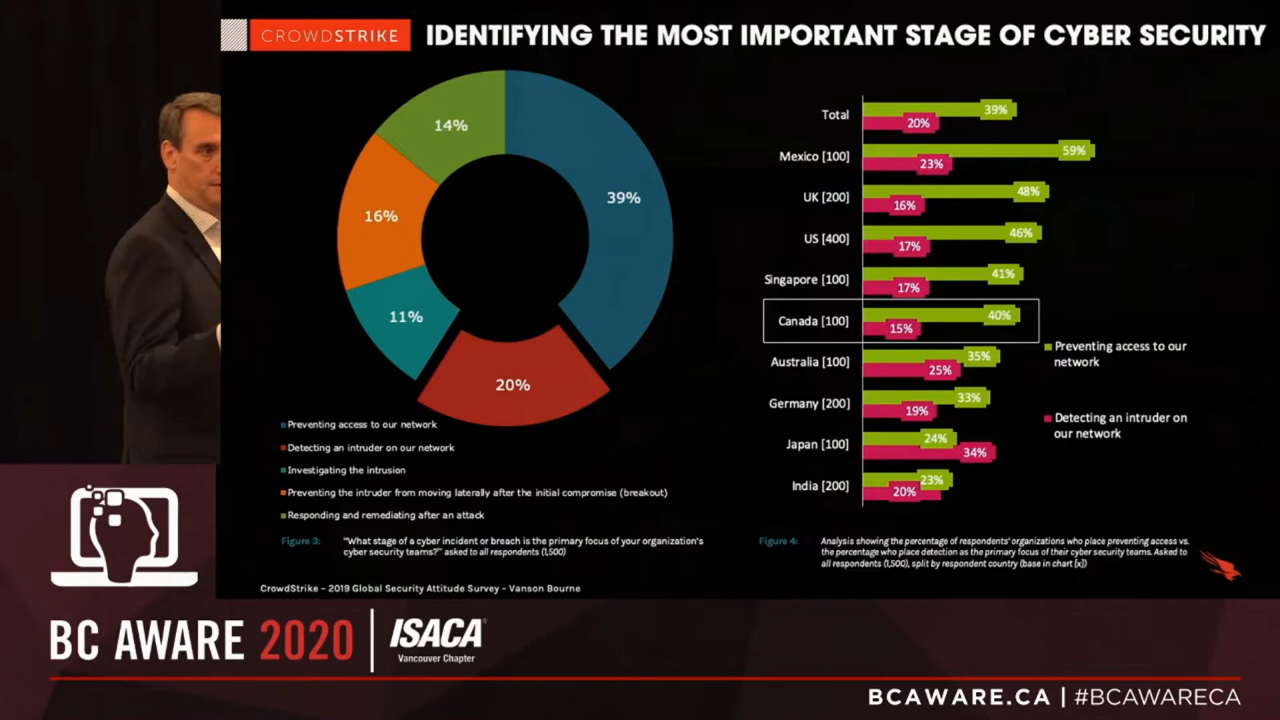 CROWDSTRIKE
IDENTIFYING THE MOST IMPORTANT STAGE OF CYBER SECURITY
14%
39%
16%
11%
20%
Preventing access to our network
Detecting an intruder on our network
Investigating the intrusion
Preventing the intruder from moving laterally after the initial compromise (breakout)
Responding and remediating after an attack
Figure 3: "What stage of a cyber incident or breach is the primary focus of your organization's
cyber security teams?" asked to all respondents (1,500)
CrowdStrike – 2019 Global Security Attitude Survey – Vanson Bourne
Total 39%
20%
Mexico [100] 59%
23%
UK [200] 48%
16%
US [400] 46%
17%
Singapore [100] 41%
17%
Canada [100] 40%
15%
Australia [100] 35%
25%
Germany [200] 33%
19%
Japan [100] 24%
34%
India [200] 23%
20%
Preventing access to our
network
Detecting an intruder on
our network
Figure 4: Analysis showing the percentage of respondents' organizations who place preventing access vs.
the percentage who place detection as the primary focus of their cyber security teams. Asked to
all respondents (1,500), split by respondent country (base in chart [x])
BC AWARE 2020
ISACA
Vancouver Chapter
BCAWARE.CA | #BCAWARECA